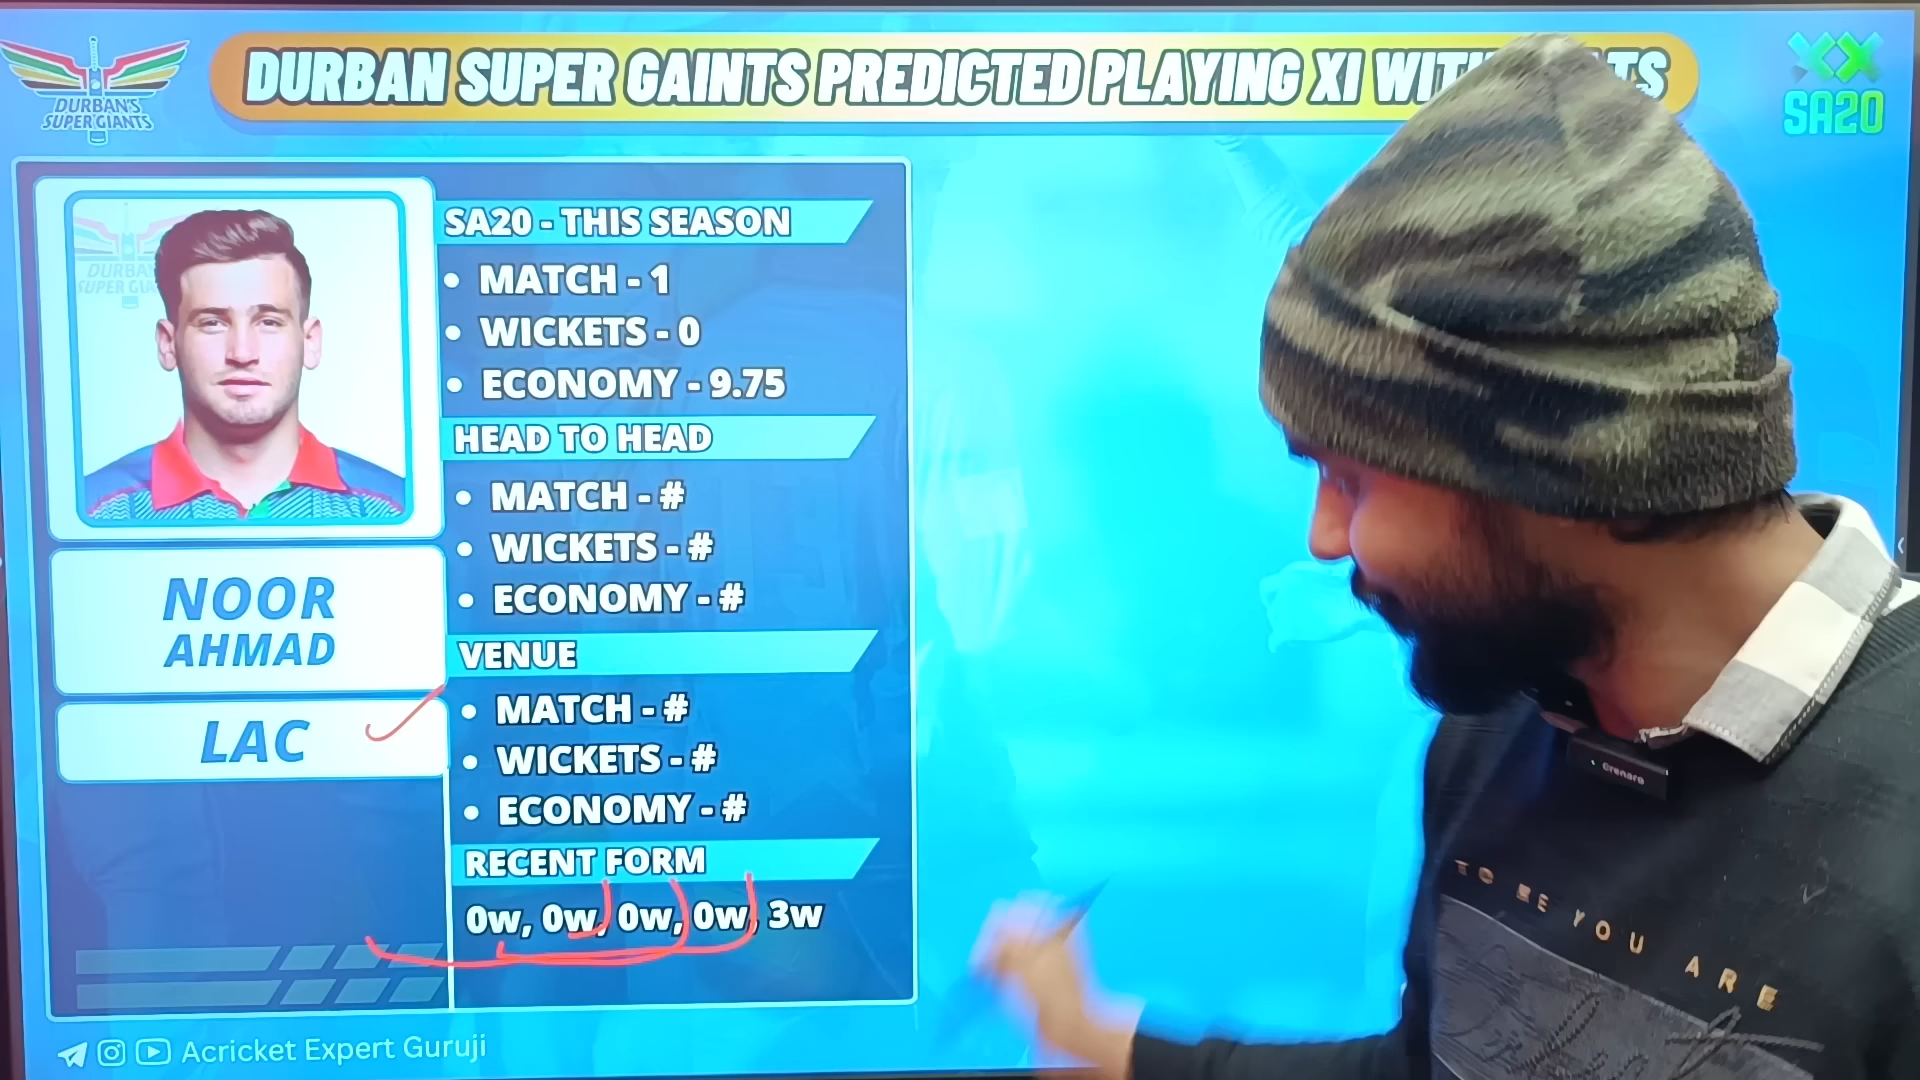 DURBAN SUPER GAINTS PREDICTED PLAYING XI
DURBAN'S
SUPER GIANTS
SA20
SA20 - THIS SEASON
• MATCH - 1
• WICKETS - 0
• ECONOMY - 9.75
HEAD TO HEAD
• MATCH - #
• WICKETS - #
• ECONOMY - #
NOOR
AHMAD
LAC
VENUE
• MATCH - #
• WICKETS - #
• ECONOMY - #
RECENT FORM
0w, 0w, 0w, 0w, 3w
Acricket Expert Guruji
Grenaro
TO BE YOU ARE